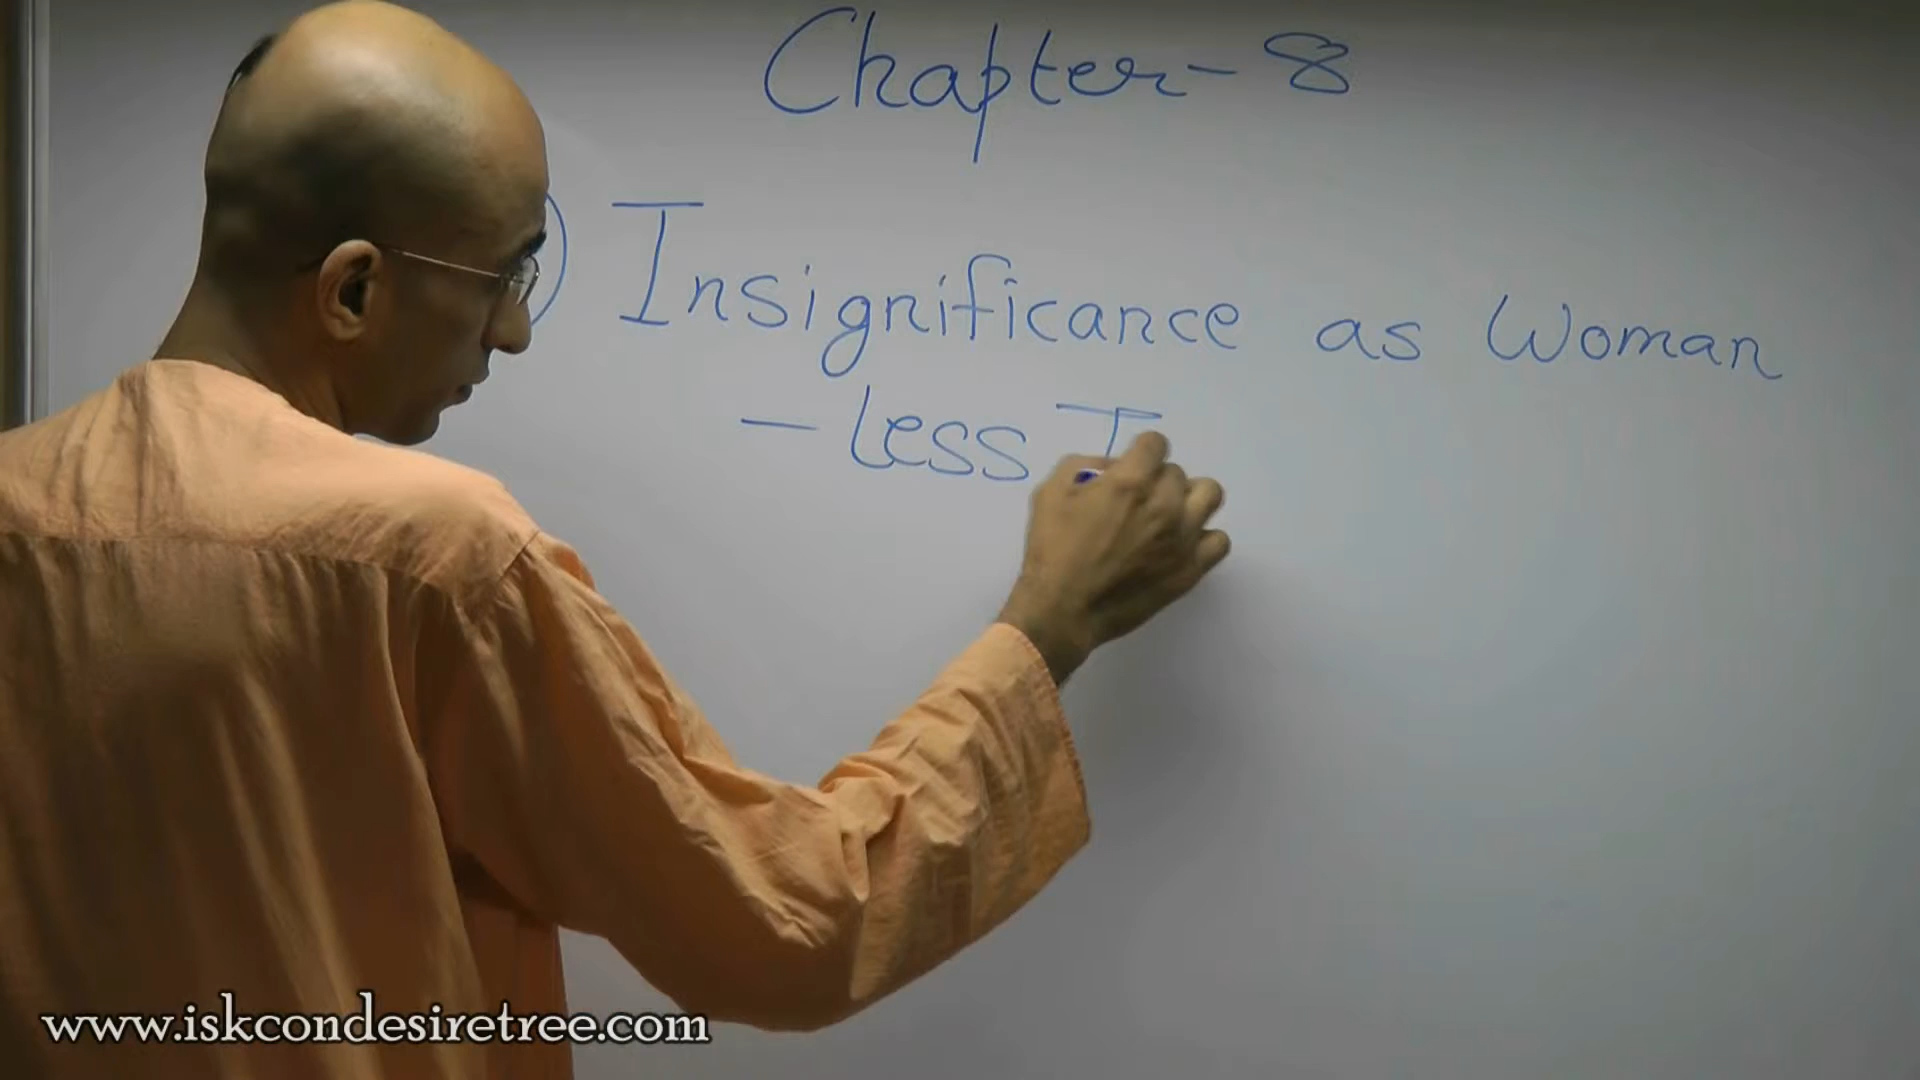 Chapter-8
) Insignificance as Woman
- Less I
www.iskcondesiretree.com